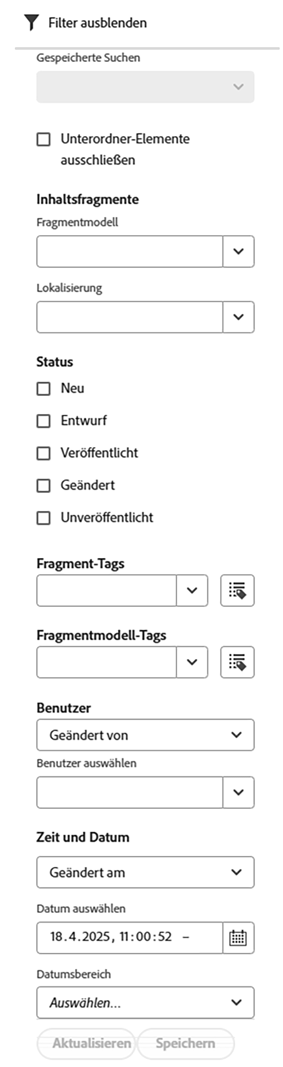 Filter ausblenden
Gespeicherte Suchen
Unterordner-Elemente
ausschließen
Inhaltsfragmente
Fragmentmodell
Lokalisierung
Status
Neu
Entwurf
Veröffentlicht
Geändert
Unveröffentlicht
Fragment-Tags
Fragmentmodell-Tags
Benutzer
Geändert von
Benutzer auswählen
Zeit und Datum
Geändert am
Datum auswählen
18.4.2025, 11:00:52 –
Datumsbereich
Auswählen...
Aktualisieren Speichern